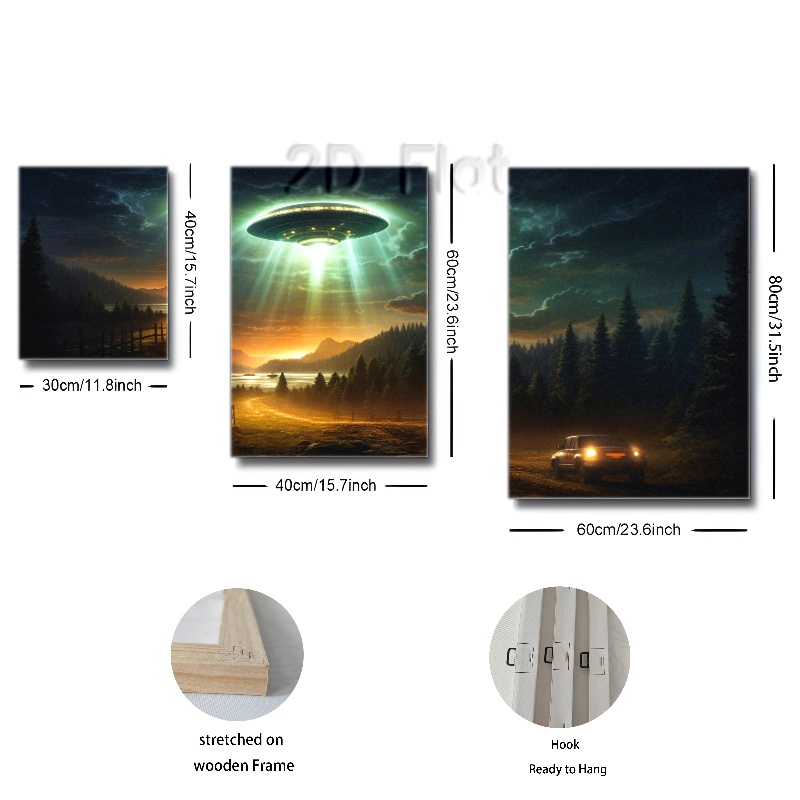 2D Flat
40cm/15.7inch
60cm/23.6inch
80cm/31.5inch
30cm/11.8inch
40cm/15.7inch
60cm/23.6inch
stretched on
wooden Frame
Hook
Ready to Hang